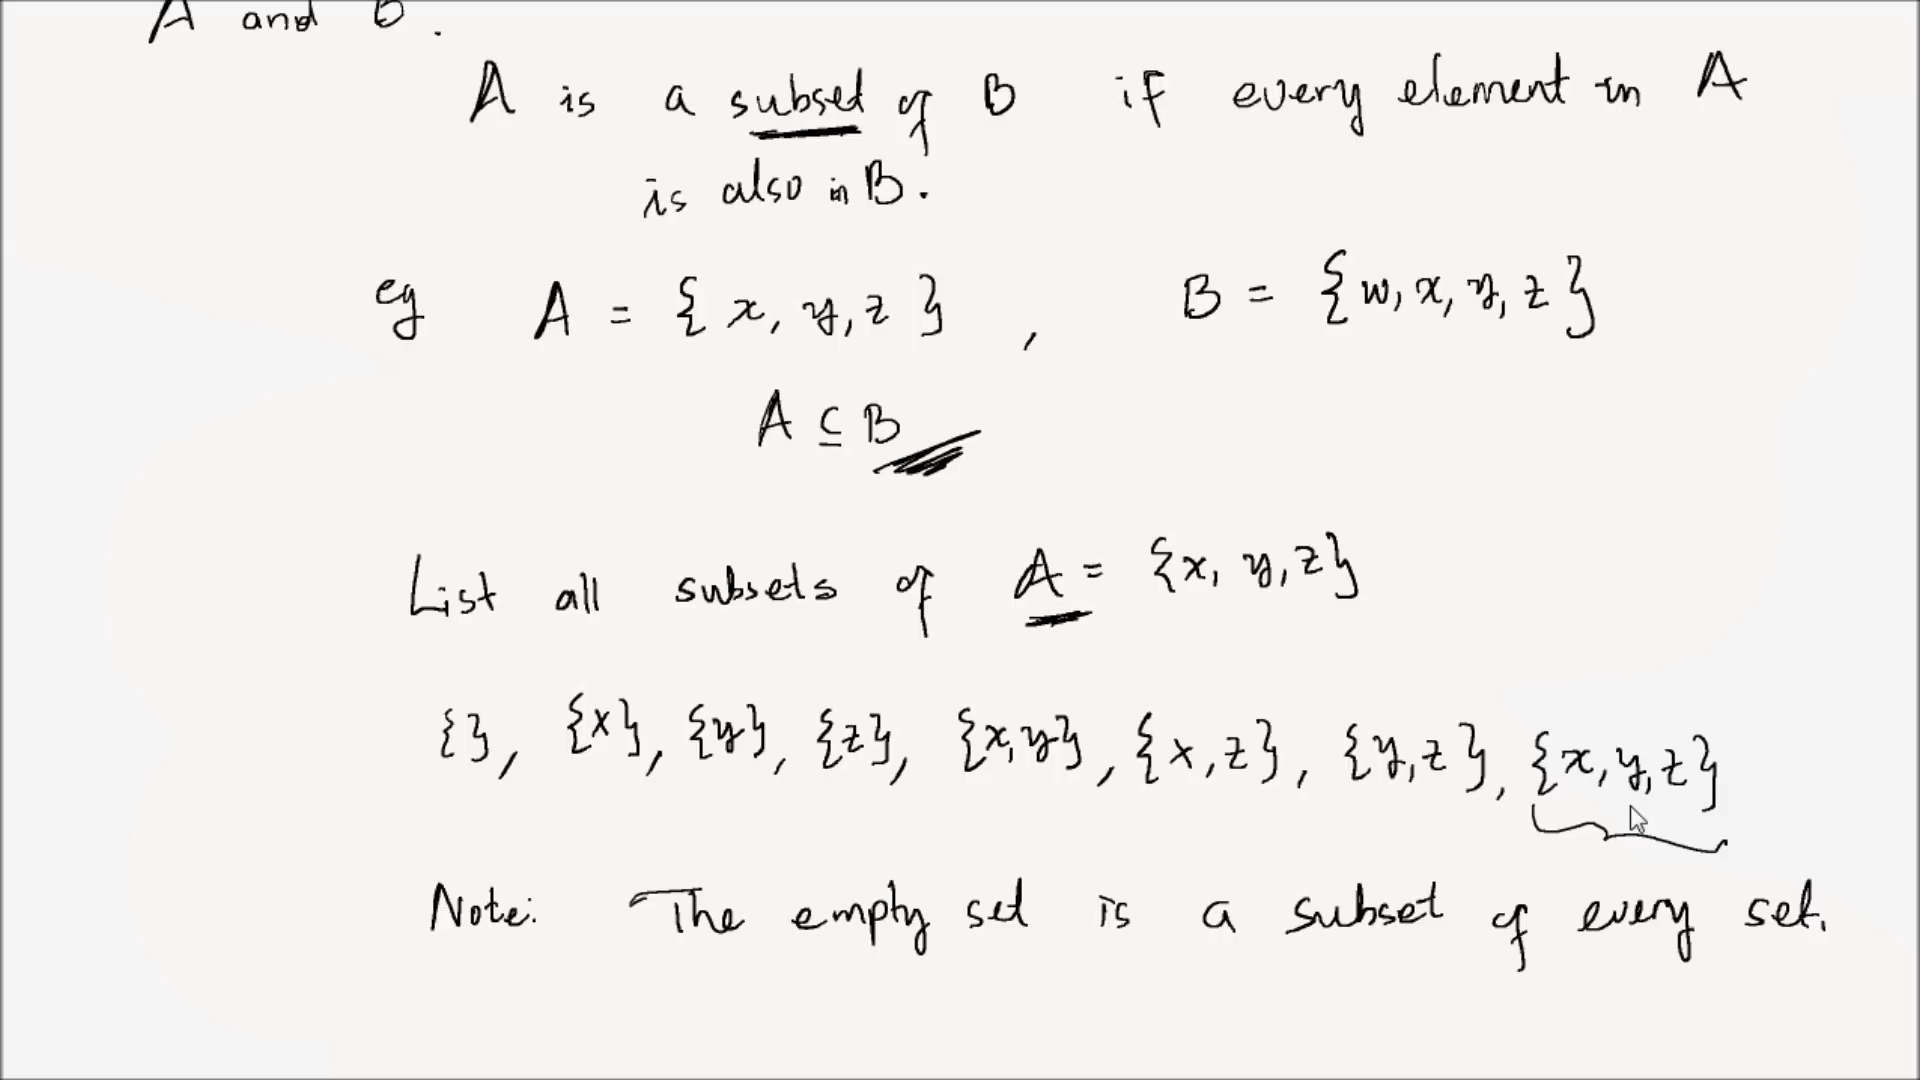 A and B.
A is a subset of B if every element in A
is also in B.
eg A = { x, y, z } , B = { w, x, y, z }
A ⊆ B
List all subsets of A = {x, y, z}
{}, {x}, {y}, {z}, {x,y}, {x,z}, {y,z}, {x,y,z}
Note: The empty set is a subset of every set.